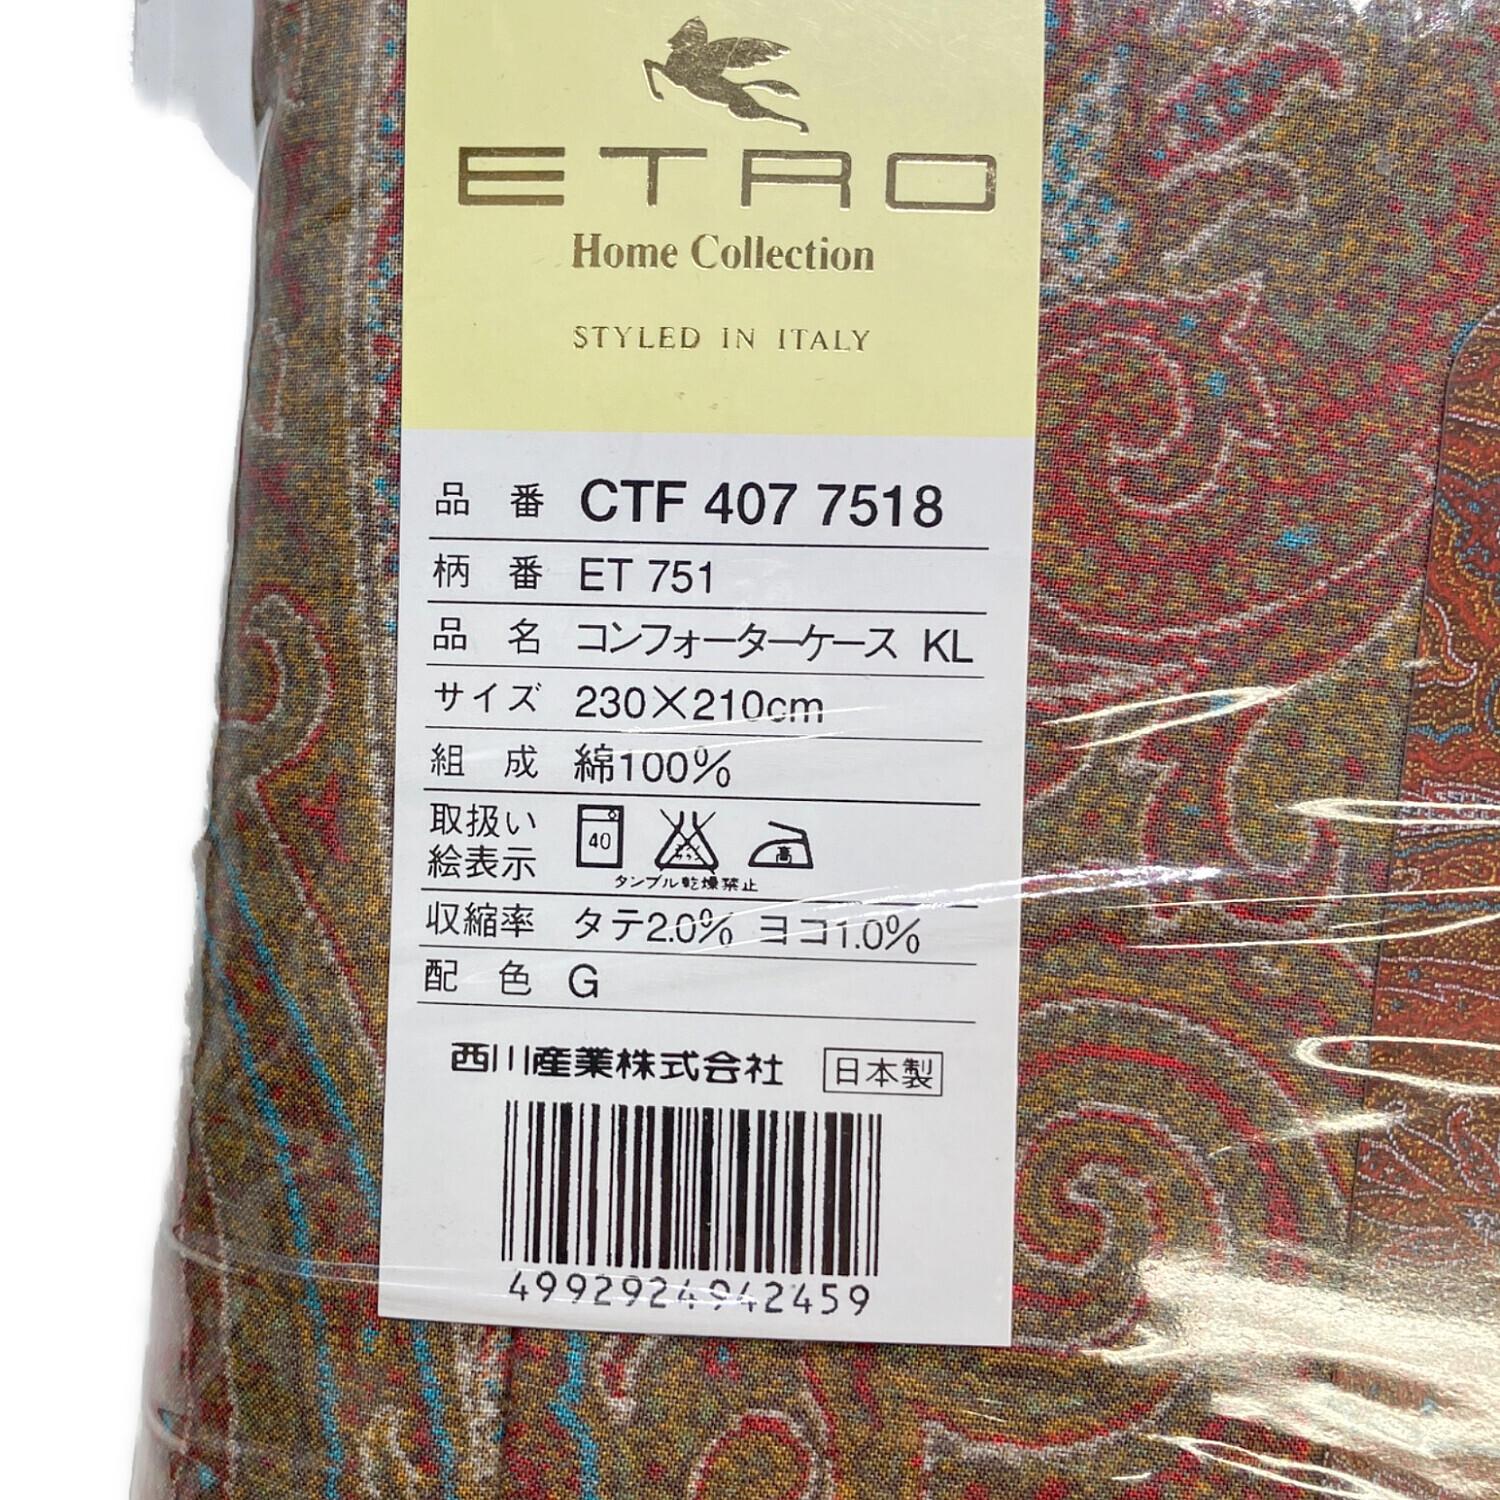 ETRO
Home Collection
STYLED IN ITALY
品 番 CTF 407 7518
柄 番 ET 751
品 名 コンフォーターケース KL
サイズ 230×210cm
組 成 綿100%
取扱い
絵表示
40
高
タンブル乾燥禁止
収縮率 タテ2.0% ヨコ1.0%
配 色 G
西川産業株式会社 日本製
4992924942459